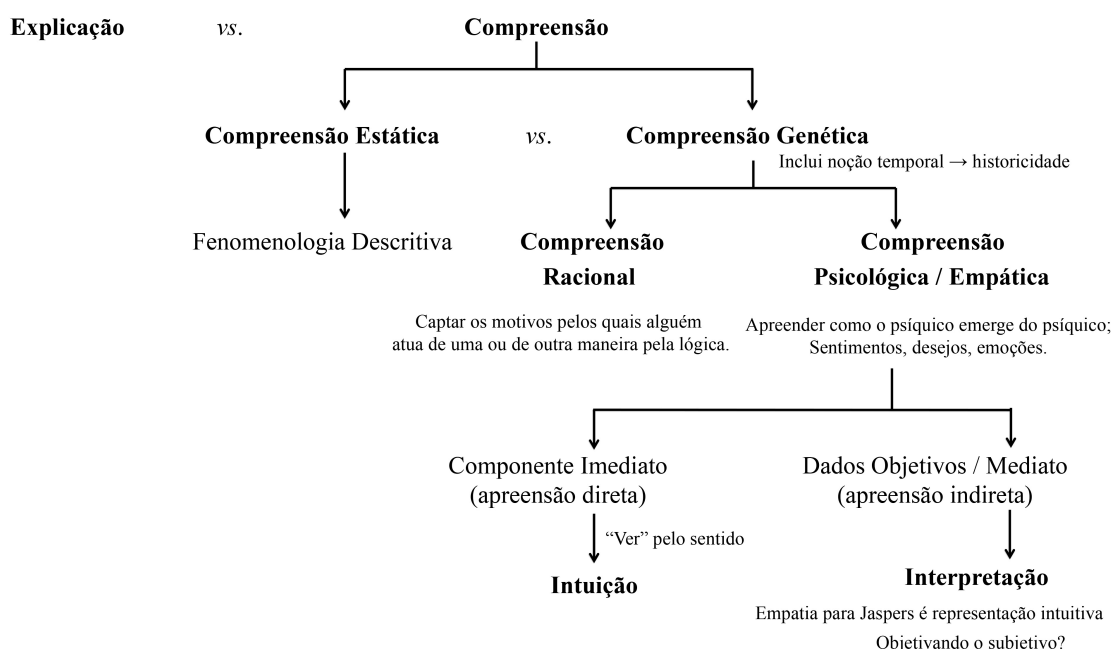 Explicação vs. Compreensão
Compreensão Estática vs. Compreensão Genética
Inclui noção temporal → historicidade
Fenomenologia Descritiva
Compreensão
Racional
Compreensão
Psicológica / Empática
Captar os motivos pelos quais alguém
atua de uma ou de outra maneira pela lógica.
Apreender como o psíquico emerge do psíquico;
Sentimentos, desejos, emoções.
Componente Imediato
(apreensão direta)
Dados Objetivos / Mediato
(apreensão indireta)
“Ver” pelo sentido
Intuição
Interpretação
Empatia para Jaspers é representação intuitiva
Objetivando o subjetivo?